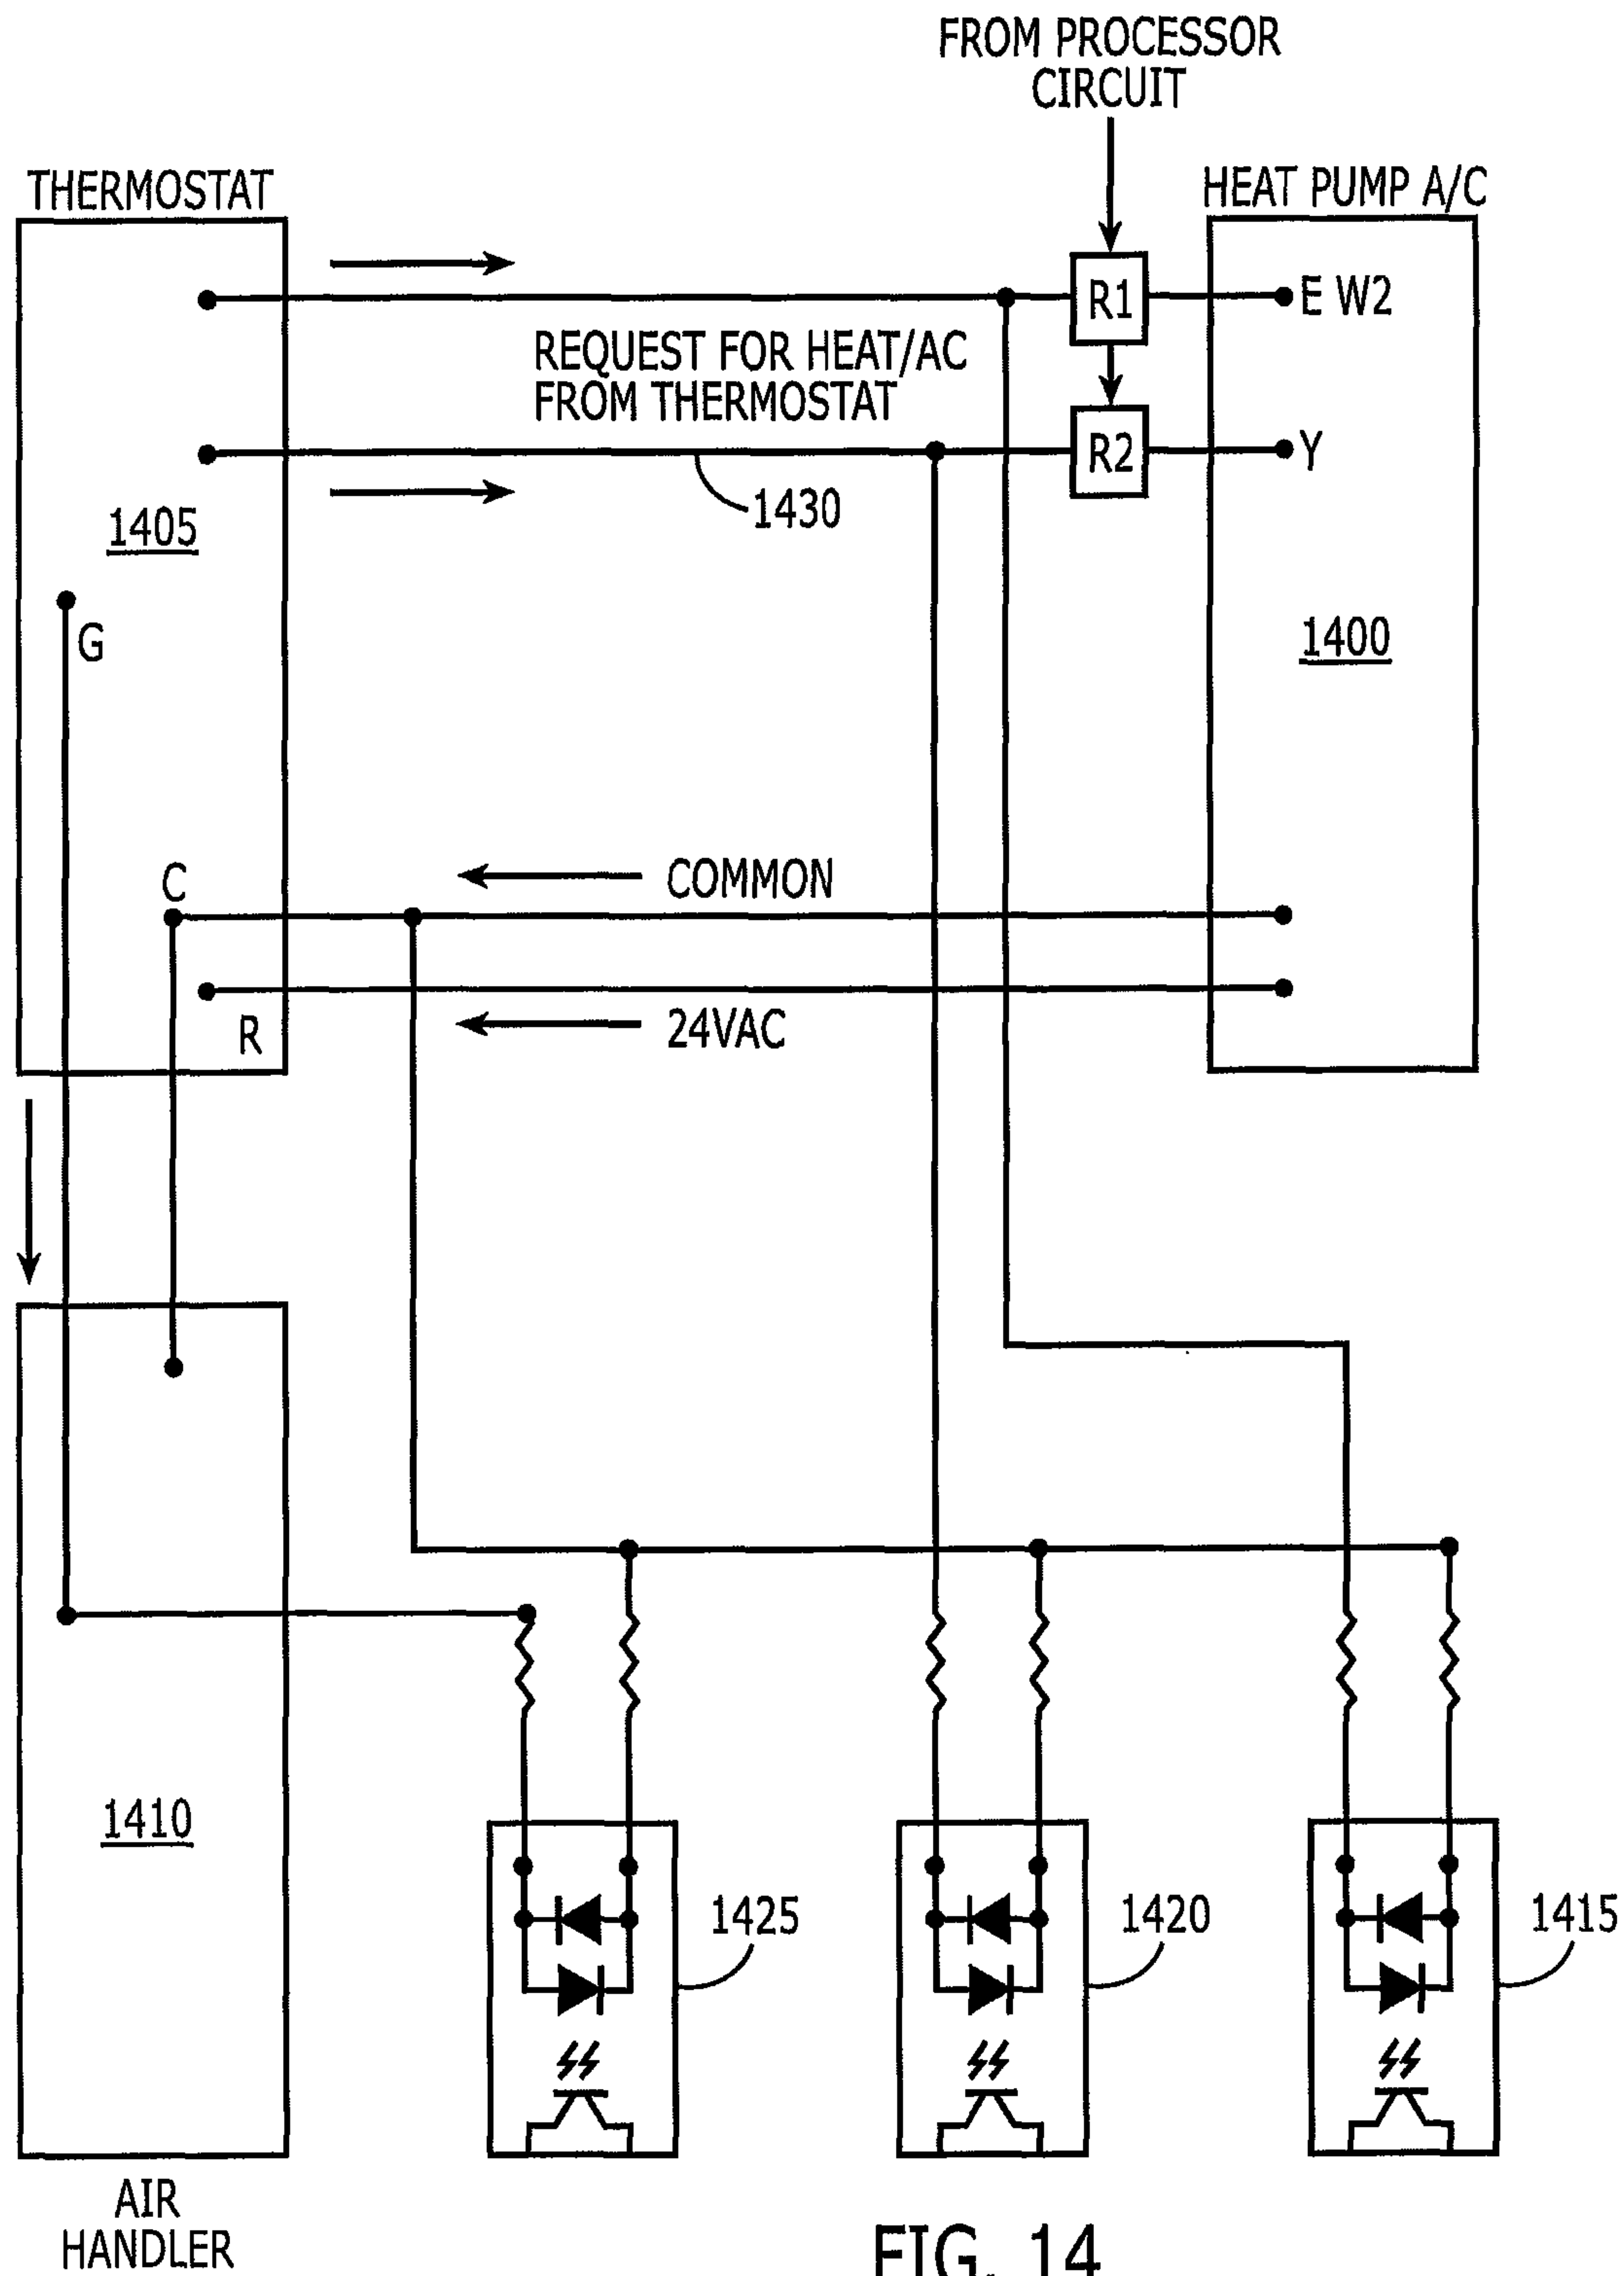 FROM PROCESSOR
CIRCUIT
THERMOSTAT
HEAT PUMP A/C
R1
E W2
REQUEST FOR HEAT/AC
FROM THERMOSTAT
R2
Y
1430
1405
G
1400
C
COMMON
R
24VAC
1410
1425
1420
1415
AIR
HANDLER
FIG. 14